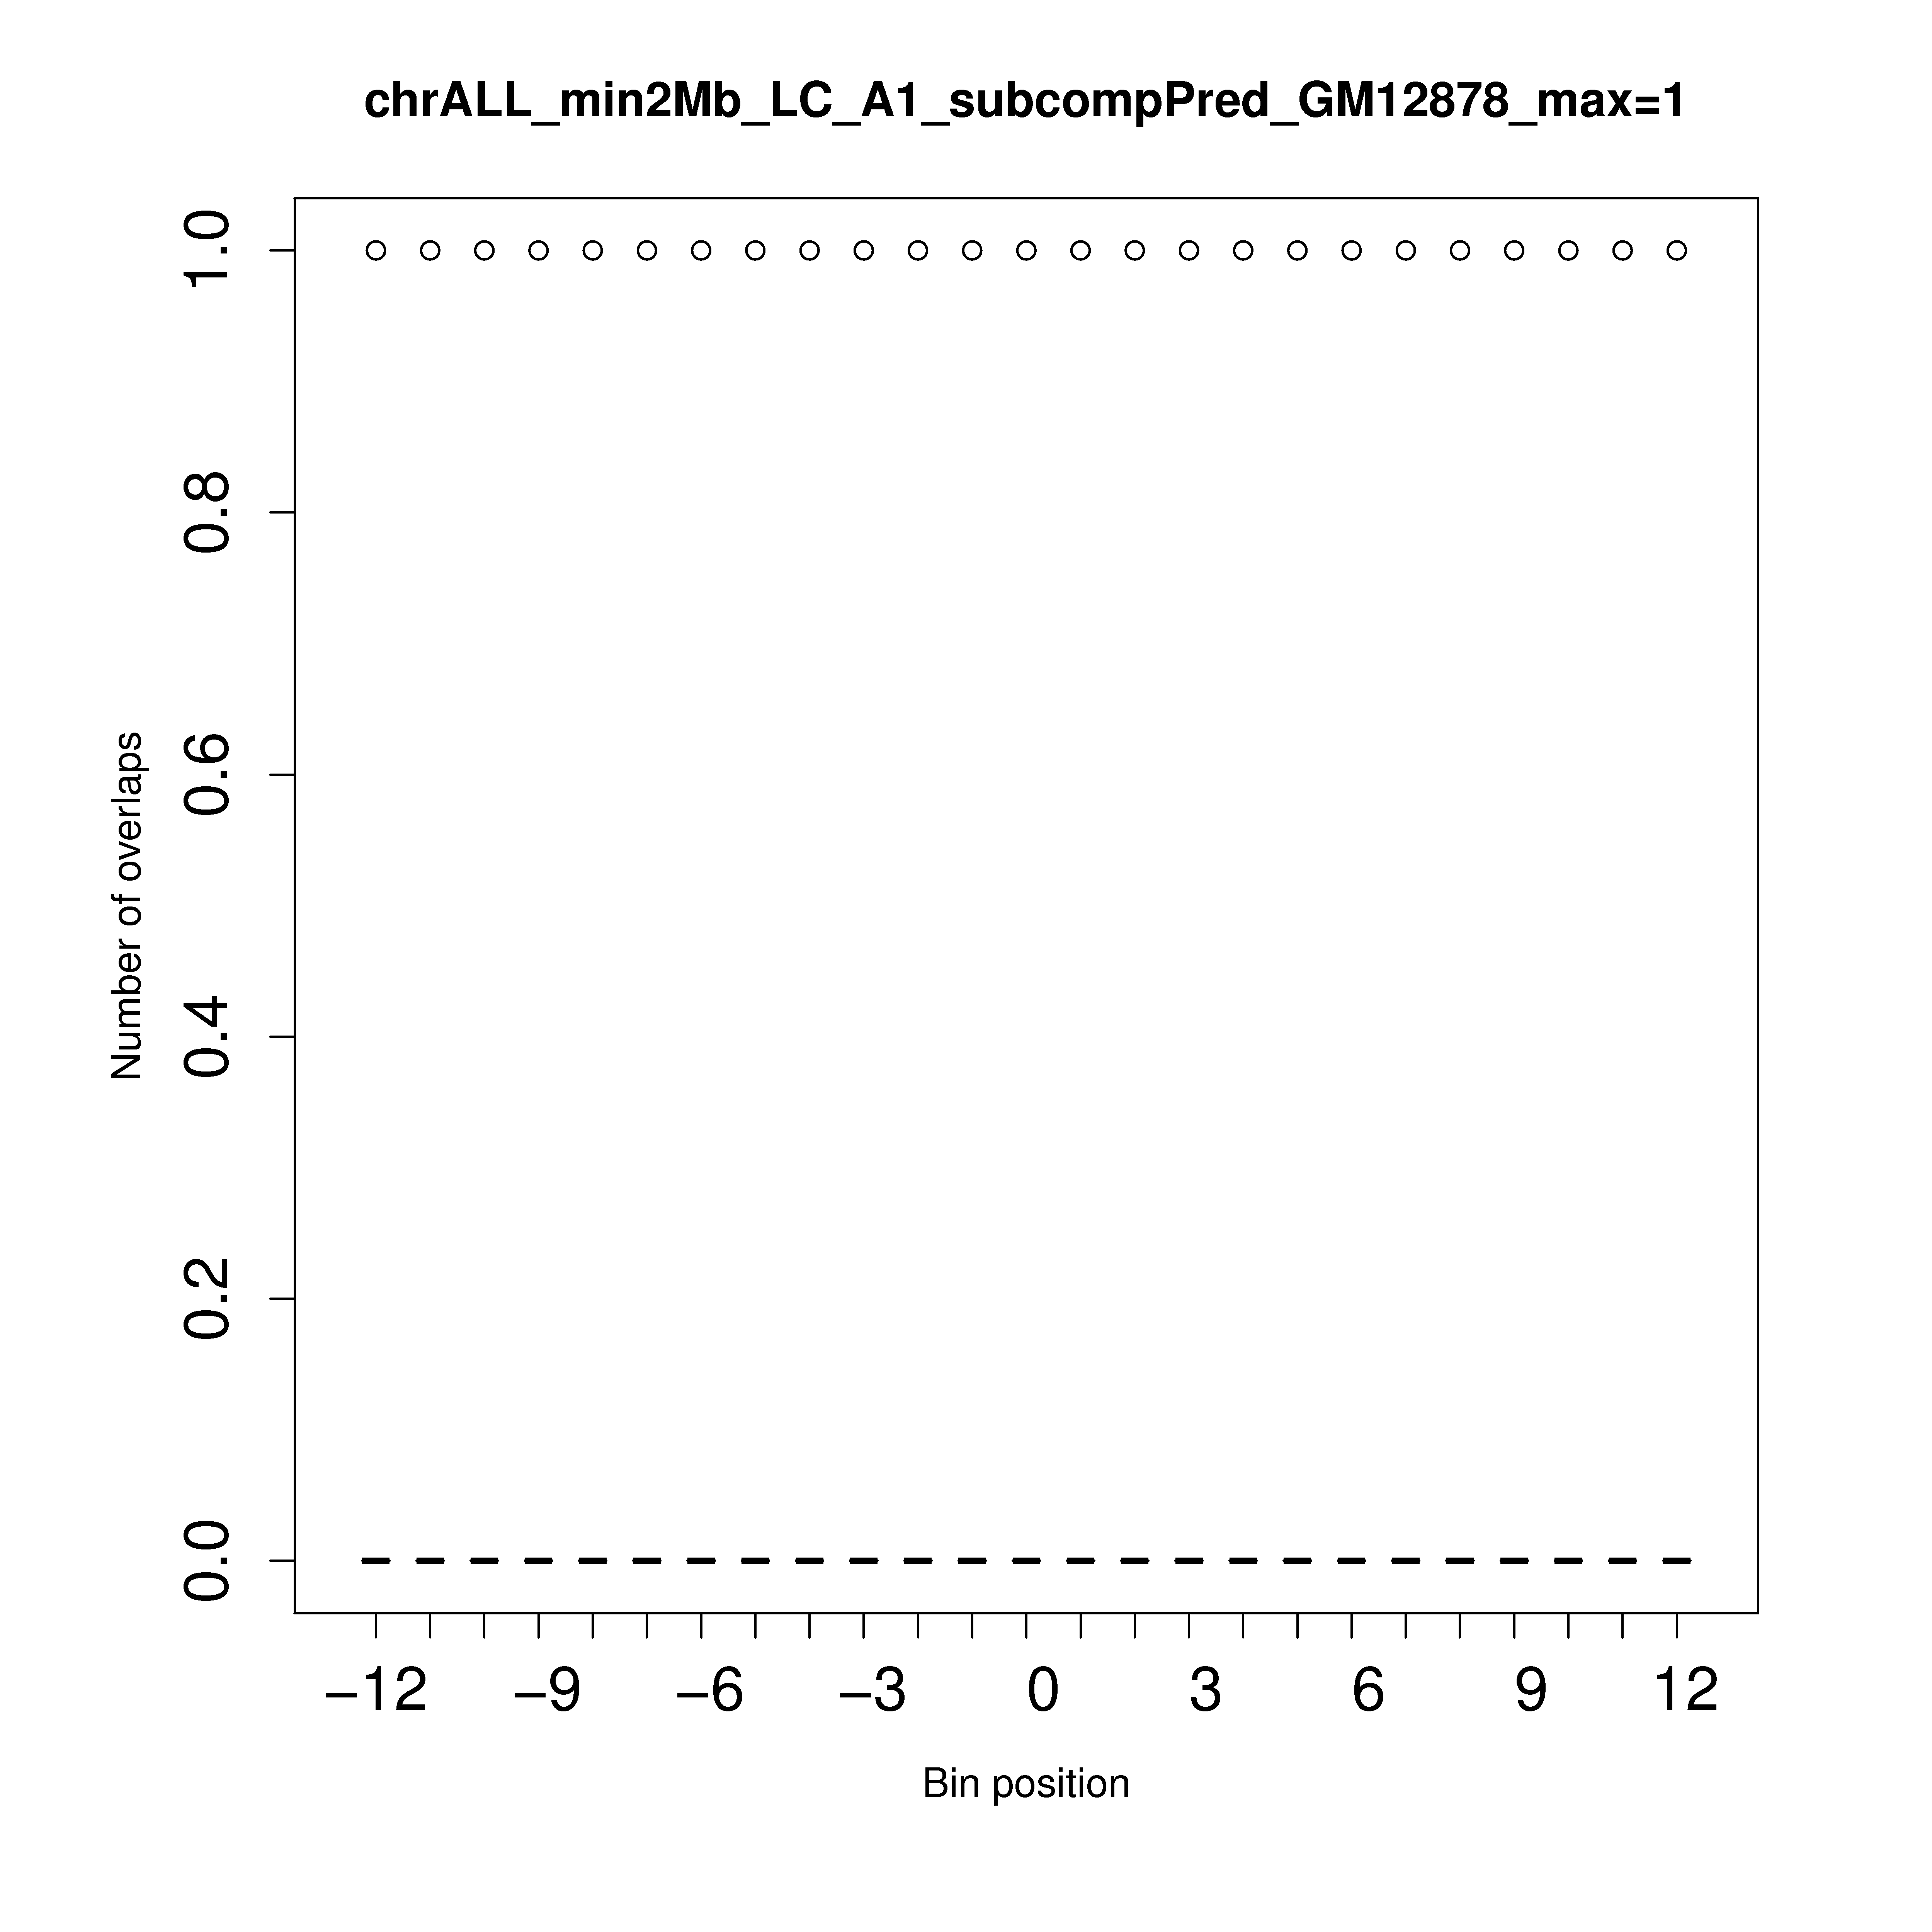 chrALL_min2Mb_LC_A1_subcompPred_GM12878_max=1
Number of overlaps
1.0
0.8
0.6
0.4
0.2
0.0
−12 −9 −6 −3 0 3 6 9 12
Bin position